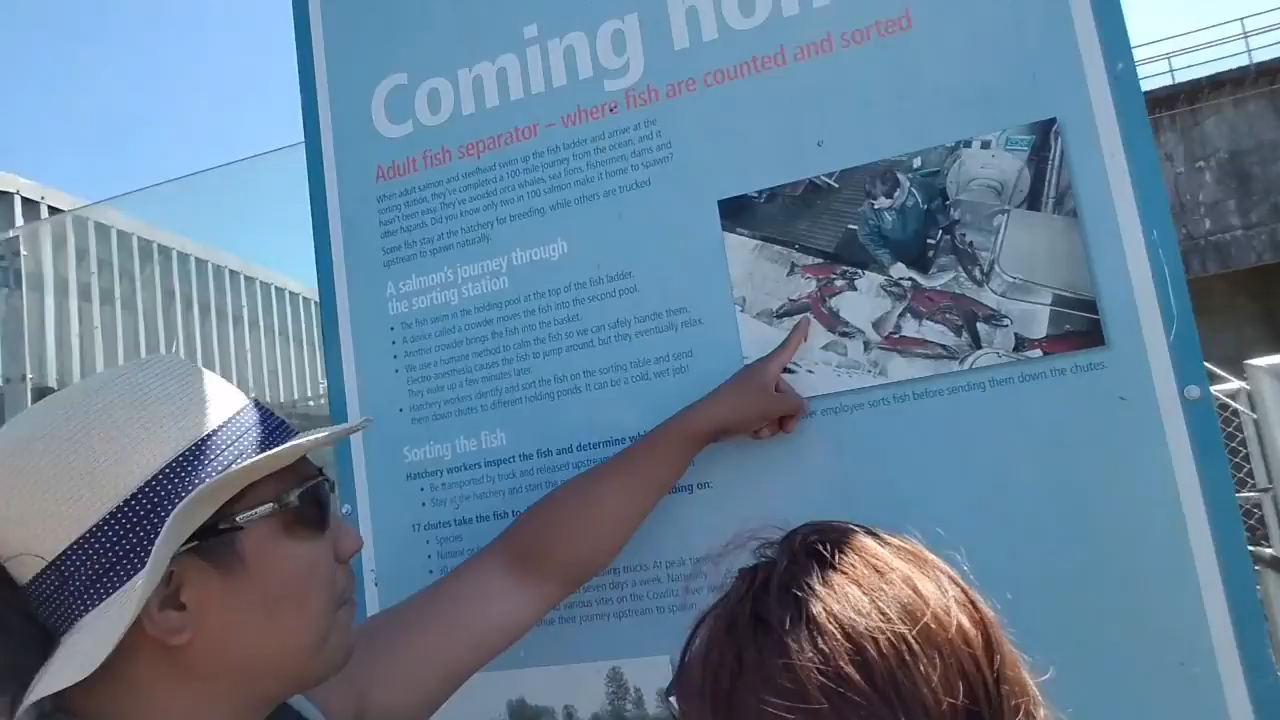 Coming hom
Adult fish separator – where fish are counted and sorted
When adult salmon and steelhead swim up the fish ladder and arrive at the
sorting station, they've completed a 100-mile journey from the ocean, and it
hasn't been easy. They've avoided orca whales, sea lions, fishermen, dams and
other hazards. Did you know only two in 100 salmon make it home to spawn?
Some fish stay at the hatchery for breeding, while others are trucked
upstream to spawn naturally.
A salmon's journey through
the sorting station
• The fish swim in the holding pool at the top of the fish ladder.
• A device called a crowder moves the fish into the second pool.
• Another crowder brings the fish into the basket.
• We use a humane method to calm the fish so we can safely handle them.
Electro-anesthesia causes the fish to jump around, but they eventually relax.
They wake up a few minutes later.
• Hatchery workers identify and sort the fish on the sorting table and send
them down chutes to different holding ponds. It can be a cold, wet job!
employee sorts fish before sending them down the chutes.
Sorting the fish
Hatchery workers inspect the fish and determine
• Be transported by truck and released upstream
• Stay at the hatchery and start the
17 chutes take the fish to
ding on:
• Species
• Natural or
trucks. At peak
seven days a week.
various sites on the Cowlitz River
their journey upstream to spawn